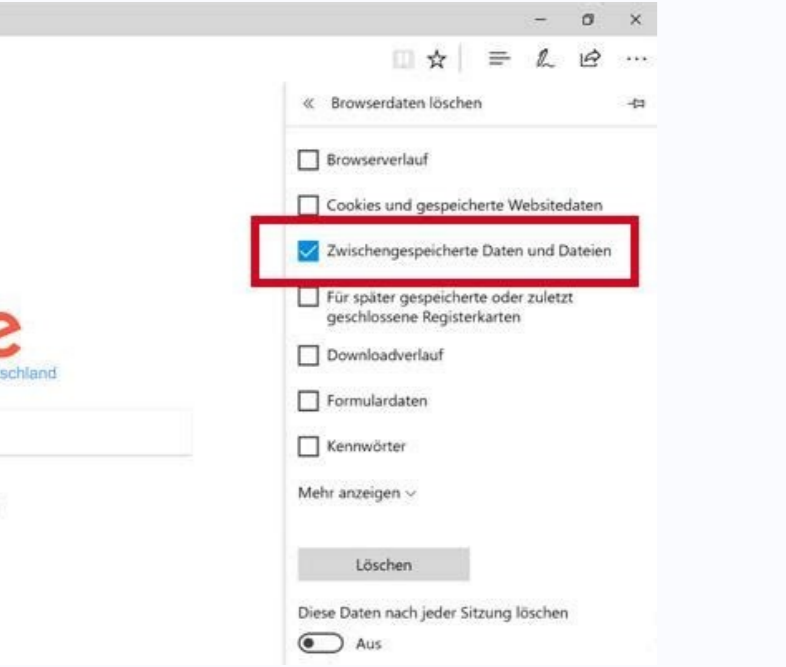 Browserdaten löschen
Browserverlauf
Cookies und gespeicherte Websitedaten
Zwischengespeicherte Daten und Dateien
Für später gespeicherte oder zuletzt
geschlossene Registerkarten
e
schland
Downloadverlauf
Formulardaten
Kennwörter
Mehr anzeigen
Löschen
Diese Daten nach jeder Sitzung löschen
Aus